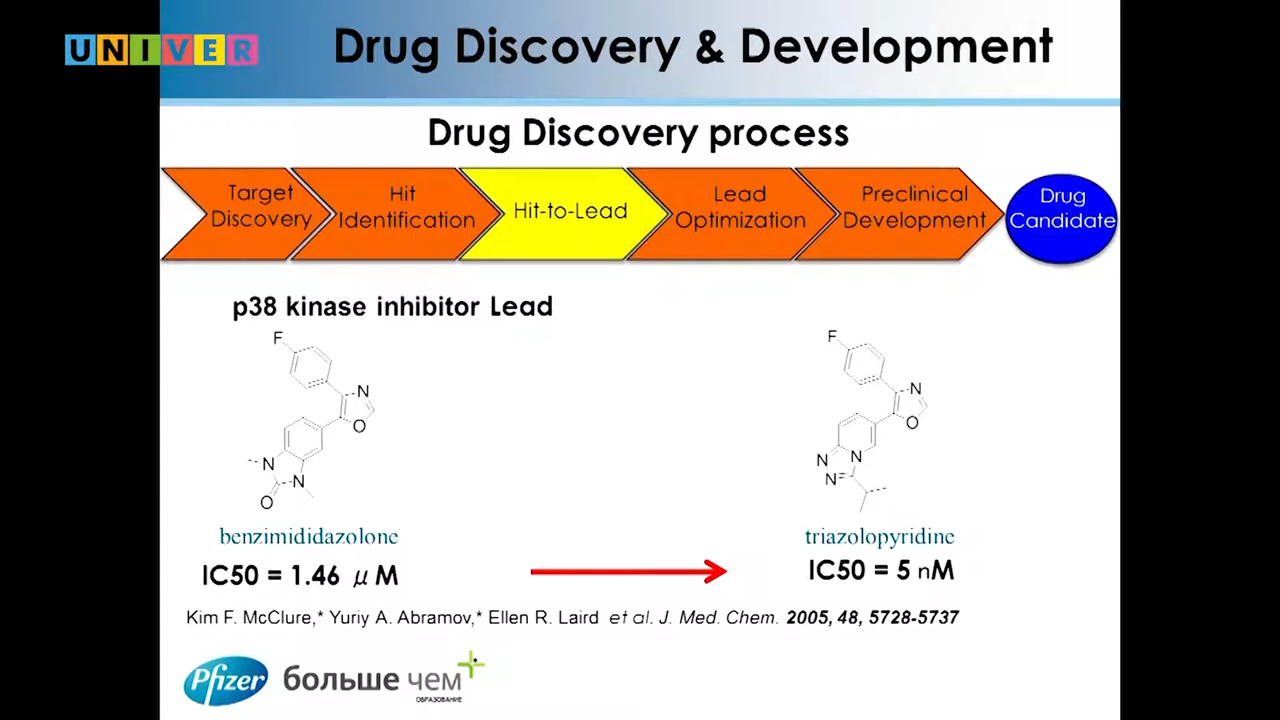 UNIVER
Drug Discovery & Development
Drug Discovery process
Target
Discovery
Hit
Identification
Hit-to-Lead
Lead
Optimization
Preclinical
Development
Drug
Candidate
p38 kinase inhibitor Lead
F
N
O
N
N
O
F
N
O
N
N
N
benzimididazolone
triazolopyridine
IC50 = 1.46 μ M
IC50 = 5 nM
Kim F. McClure,* Yuriy A. Abramov,* Ellen R. Laird et al. J. Med. Chem. 2005, 48, 5728-5737
Pfizer
больше чем
ОБРАЗОВАНИЕ